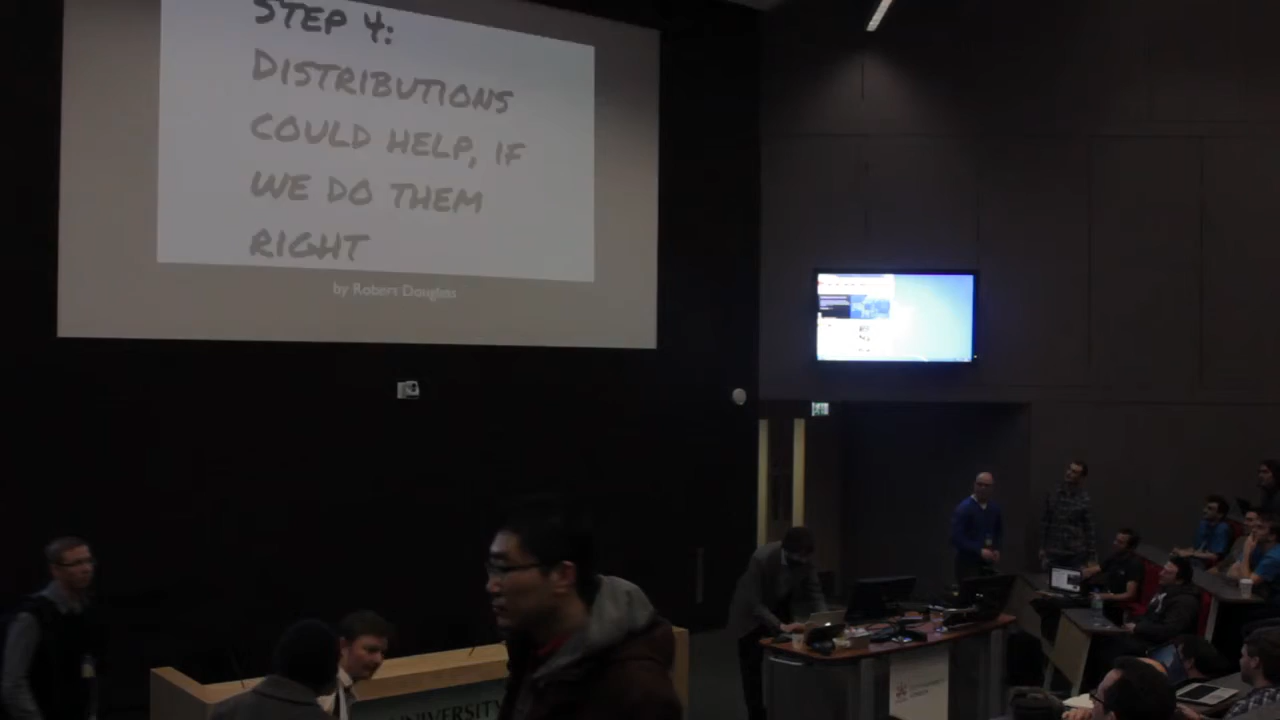 STEP 4:
DISTRIBUTIONS
COULD HELP, IF
WE DO THEM
RIGHT
by Robert Douglass
UNIVERSITY